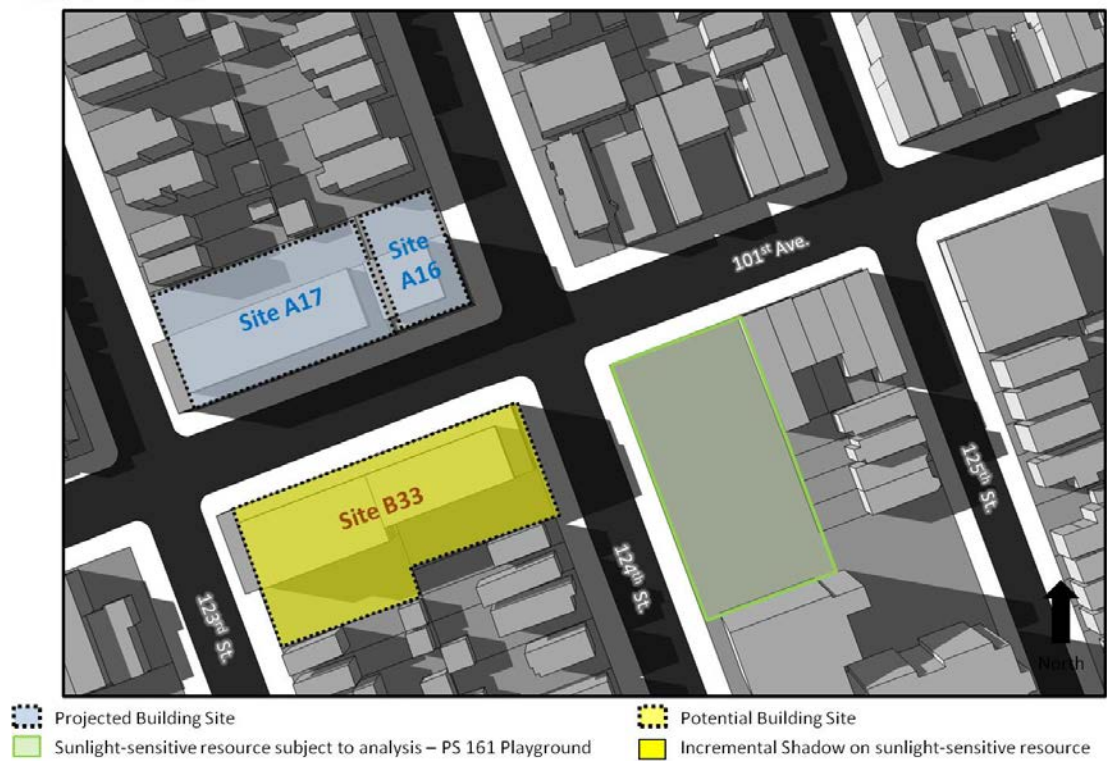 Site
A16
Site A17
101st Ave.
Site B33
124th St.
125th St.
123rd St.
North
Projected Building Site
Potential Building Site
Sunlight-sensitive resource subject to analysis – PS 161 Playground
Incremental Shadow on sunlight-sensitive resource